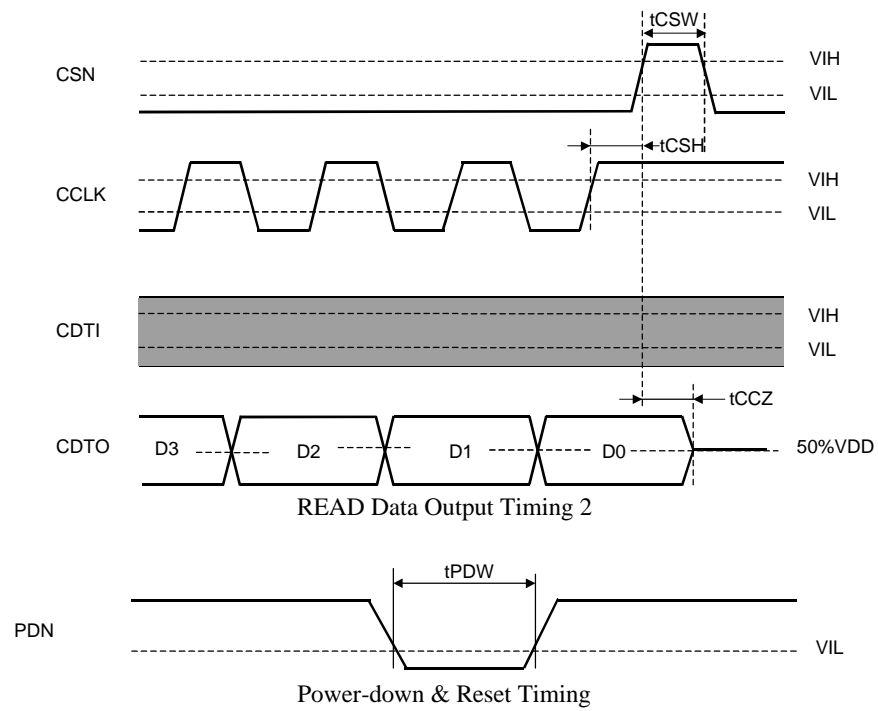 tCSW
CSN
VIH
VIL
tCSH
CCLK
VIH
VIL
CDTI
VIH
VIL
tCCZ
CDTO D3 D2 D1 D0 50%VDD
READ Data Output Timing 2
tPDW
PDN
VIL
Power-down & Reset Timing